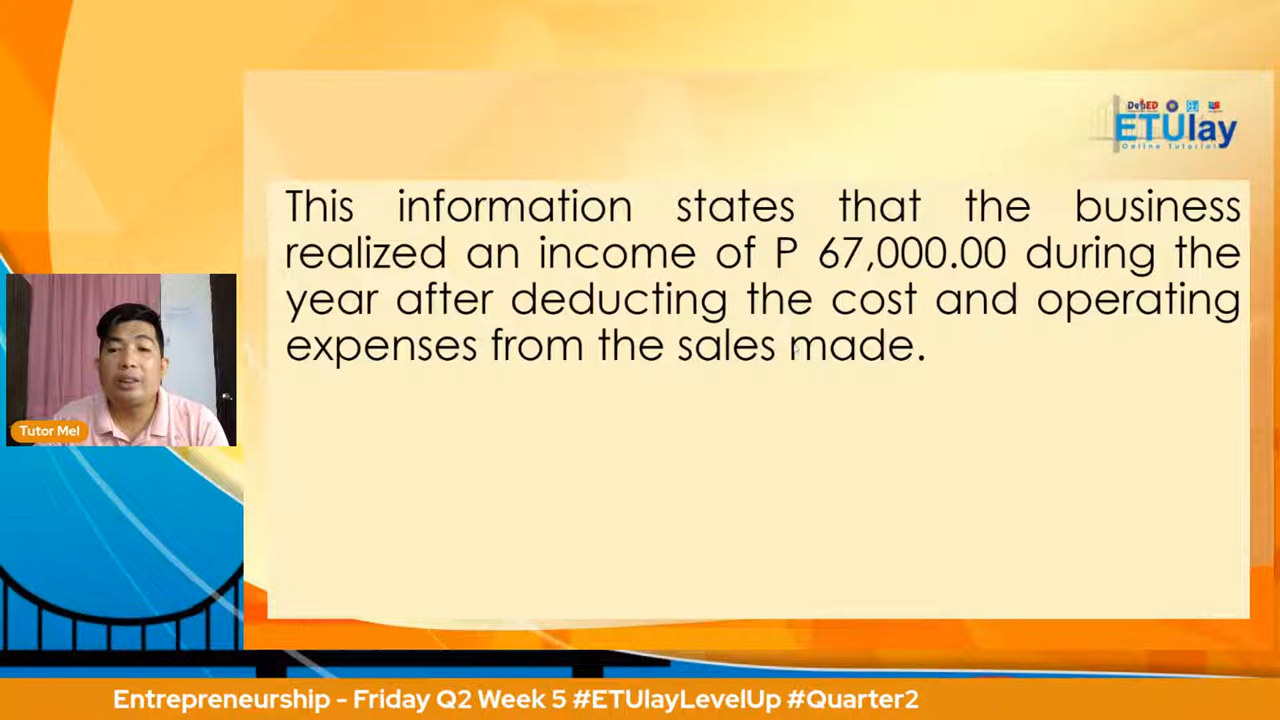 DepED
ETUlay
Online Tutorial
This information states that the business
realized an income of P 67,000.00 during the
year after deducting the cost and operating
expenses from the sales made.
Tutor Mel
Entrepreneurship - Friday Q2 Week 5 #ETUlayLevelUp #Quarter2